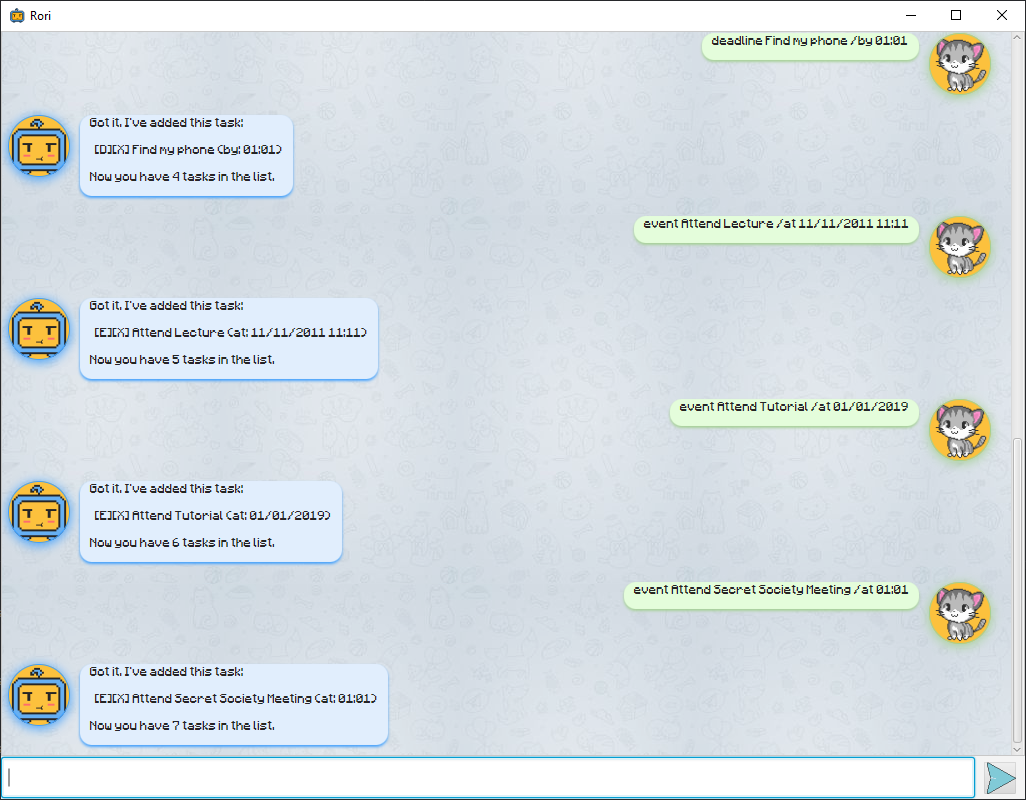 Rori
deadline Find my phone /by 01:01
Got it. I've added this task:
[D][X] Find my phone (by: 01:01)
Now you have 4 tasks in the list.
event Attend Lecture /at 11/11/2011 11:11
Got it. I've added this task:
[E][X] Attend Lecture (at: 11/11/2011 11:11)
Now you have 5 tasks in the list.
event Attend Tutorial /at 01/01/2019
Got it. I've added this task:
[E][X] Attend Tutorial (at: 01/01/2019)
Now you have 6 tasks in the list.
event Attend Secret Society Meeting /at 01:01
Got it. I've added this task:
[E][X] Attend Secret Society Meeting (at: 01:01)
Now you have 7 tasks in the list.